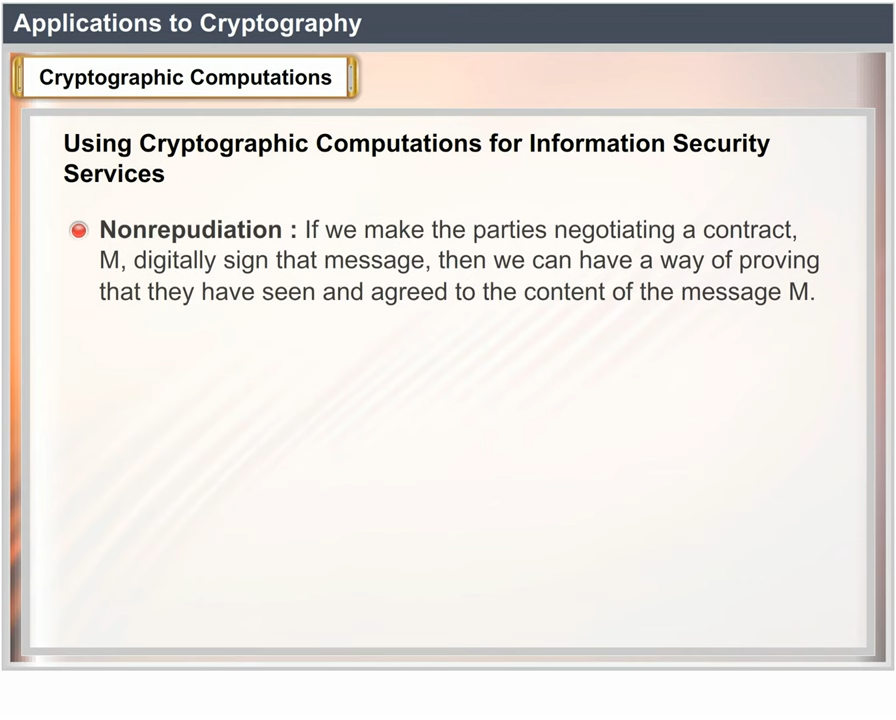 Applications to Cryptography
Cryptographic Computations
Using Cryptographic Computations for Information Security
Services
Nonrepudiation : If we make the parties negotiating a contract,
M, digitally sign that message, then we can have a way of proving
that they have seen and agreed to the content of the message M.